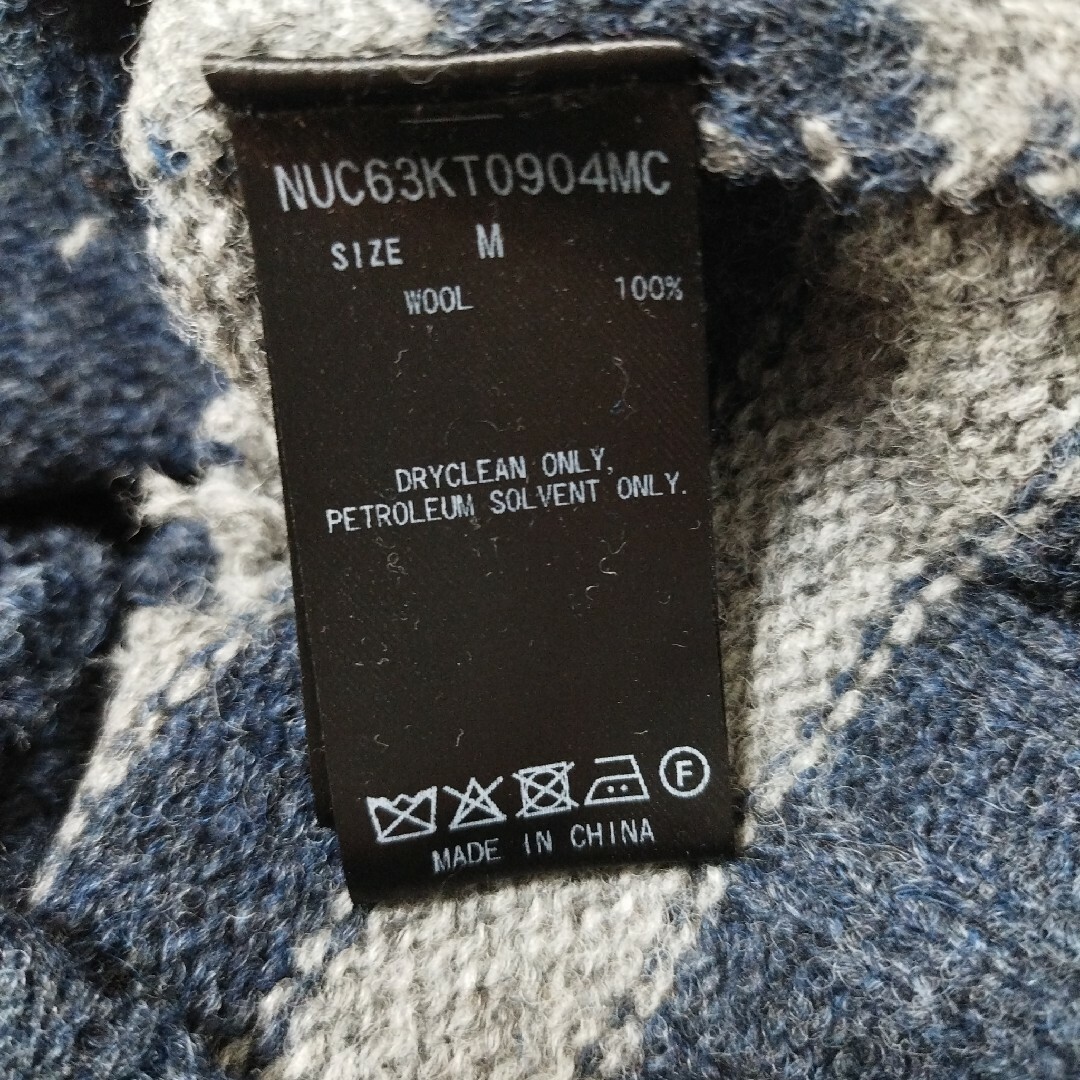 NUC63KT0904MC
SIZE M
WOOL 100%
DRYCLEAN ONLY,
PETROLEUM SOLVENT ONLY.
F
MADE IN CHINA